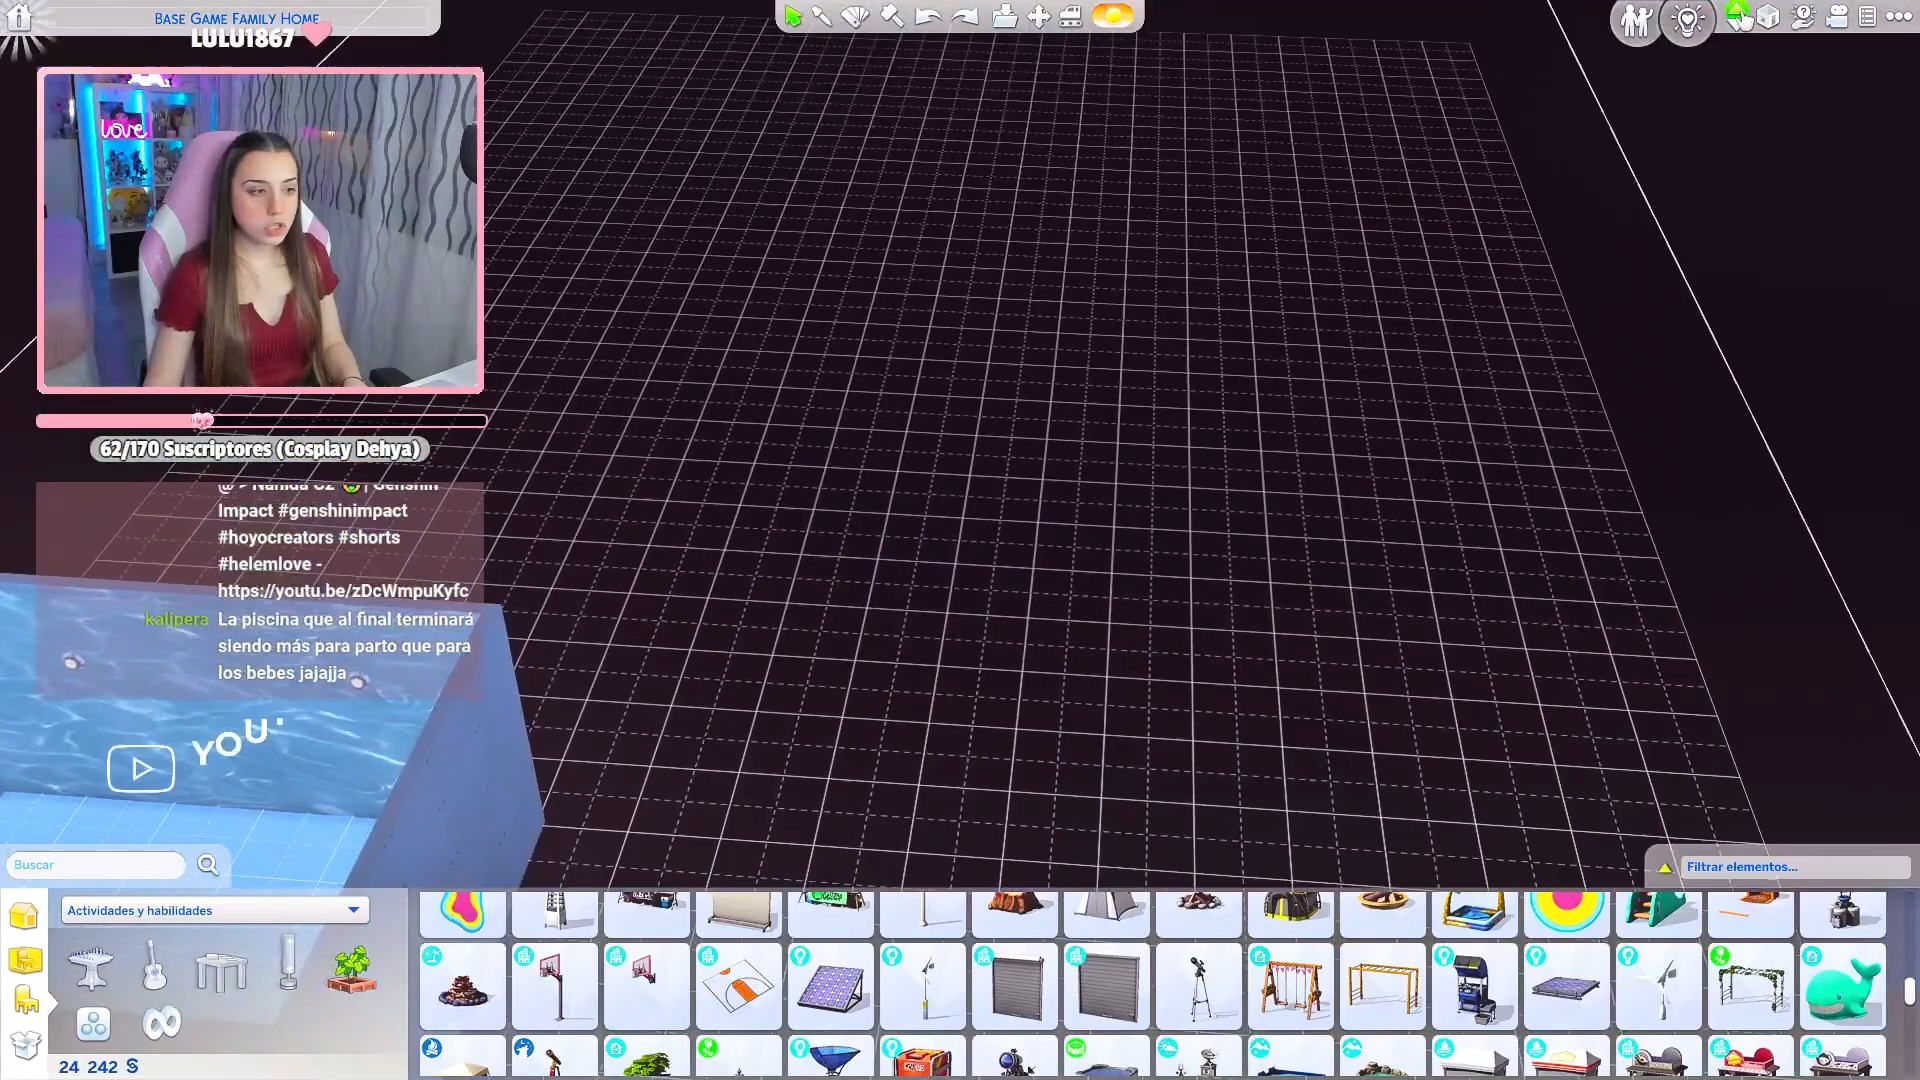 BASE GAME FAMILY HOME
LULU1867
love
62/170 Suscriptores (Cosplay Dehya)
Impact #genshinimpact
#hoyocreators #shorts
#helemlove -
https://youtu.be/zDcWmpuKyfc
kalipera La piscina que al final terminará
siendo más para parto que para
los bebes jajajja
YOU
Buscar
Filtrar elementos...
Actividades y habilidades
24 242 S